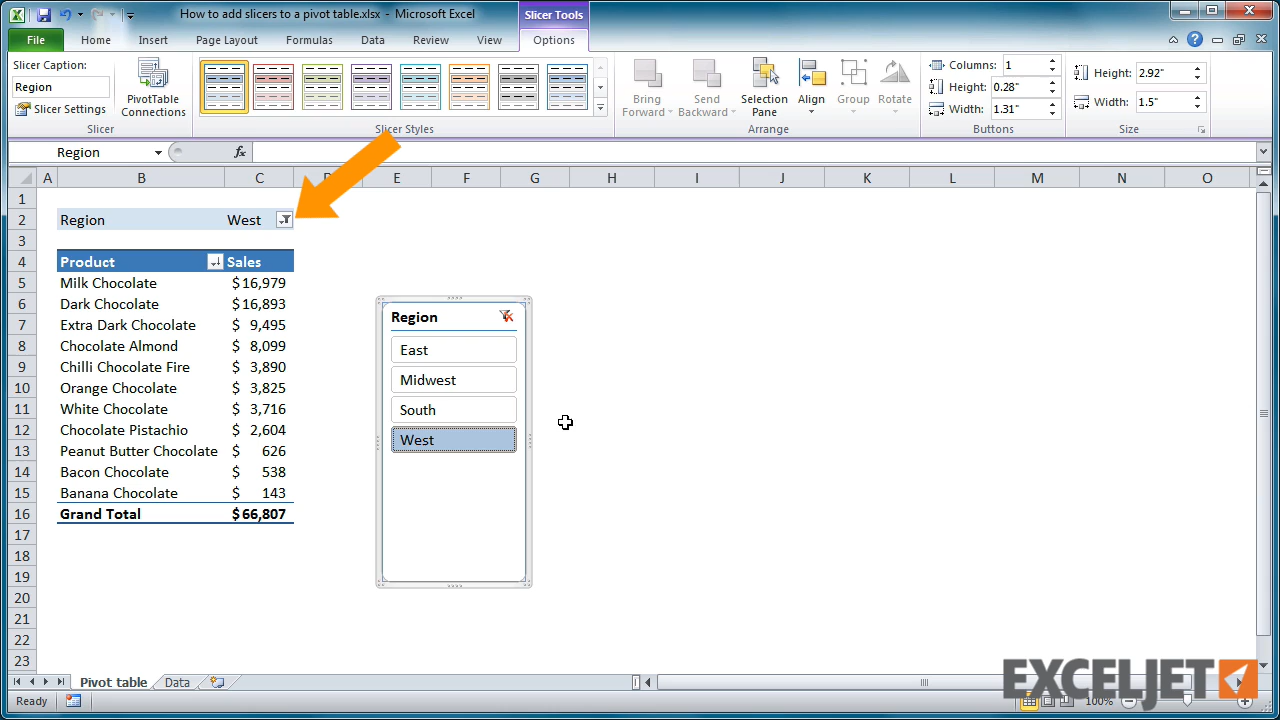 How to add slicers to a pivot table.xlsx - Microsoft Excel
Slicer Tools
File Home Insert Page Layout Formulas Data Review View Options
Slicer Caption:
Region
Slicer Settings
PivotTable
Connections
Slicer
Slicer Styles
Bring
Forward
Send
Backward
Selection
Pane
Align
Group
Rotate
Arrange
Columns: 1
Height: 0.28"
Width: 1.31"
Buttons
Height: 2.92"
Width: 1.5"
Size
Region
fx
A B C D E F G H I J K L M N O
1
2 Region West
3
4 Product Sales
5 Milk Chocolate $16,979
6 Dark Chocolate $16,893
7 Extra Dark Chocolate $ 9,495
8 Chocolate Almond $ 8,099
9 Chilli Chocolate Fire $ 3,890
10 Orange Chocolate $ 3,825
11 White Chocolate $ 3,716
12 Chocolate Pistachio $ 2,604
13 Peanut Butter Chocolate $ 626
14 Bacon Chocolate $ 538
15 Banana Chocolate $ 143
16 Grand Total $66,807
17
18
19
20
21
22
23
Region
East
Midwest
South
West
Pivot table Data
Ready
100%
EXCELJET